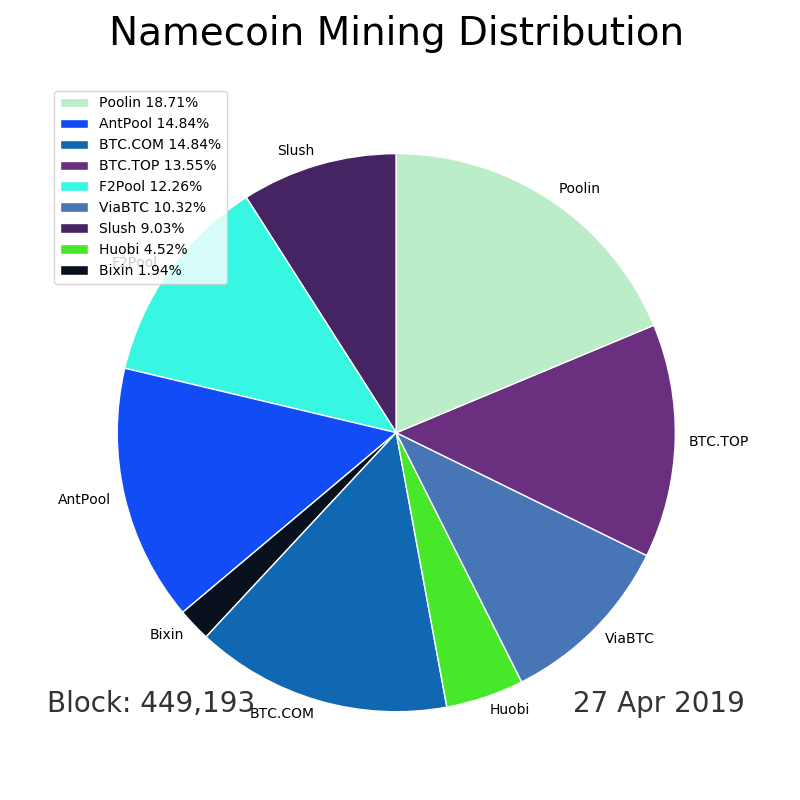 Namecoin Mining Distribution
Poolin 18.71%
AntPool 14.84%
BTC.COM 14.84%
BTC.TOP 13.55%
F2Pool 12.26%
ViaBTC 10.32%
Slush 9.03%
Huobi 4.52%
Bixin 1.94%
Slush
Poolin
F2Pool
BTC.TOP
AntPool
Bixin
ViaBTC
Block: 449,193
BTC.COM
Huobi
27 Apr 2019